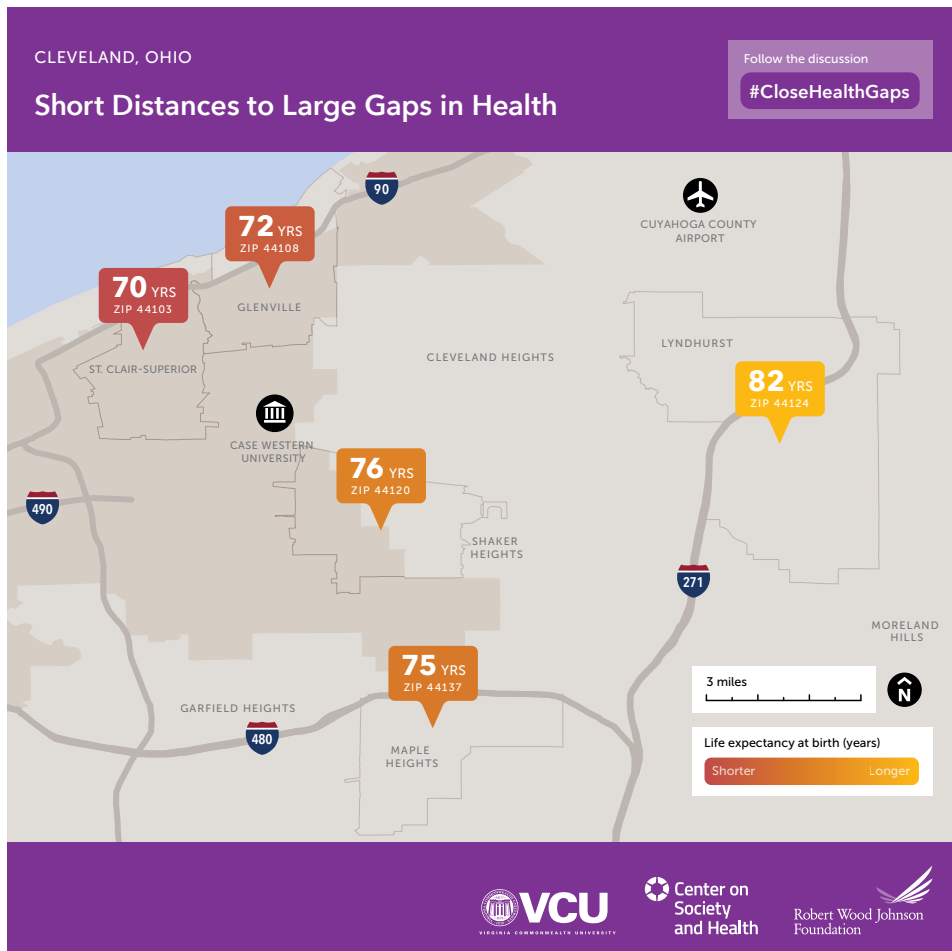 CLEVELAND, OHIO
Short Distances to Large Gaps in Health
Follow the discussion
#CloseHealthGaps
90
CUYAHOGA COUNTY
AIRPORT
72 YRS
ZIP 44108
70 YRS
ZIP 44103
GLENVILLE
LYNDHURST
CLEVELAND HEIGHTS
ST. CLAIR-SUPERIOR
82 YRS
ZIP 44124
CASE WESTERN
UNIVERSITY
76 YRS
ZIP 44120
490
SHAKER
HEIGHTS
271
MORELAND
HILLS
75 YRS
ZIP 44137
3 miles
N
GARFIELD HEIGHTS
480
MAPLE
HEIGHTS
Life expectancy at birth (years)
Shorter Longer
VCU
VIRGINIA COMMONWEALTH UNIVERSITY
Center on
Society
and Health
Robert Wood Johnson
Foundation